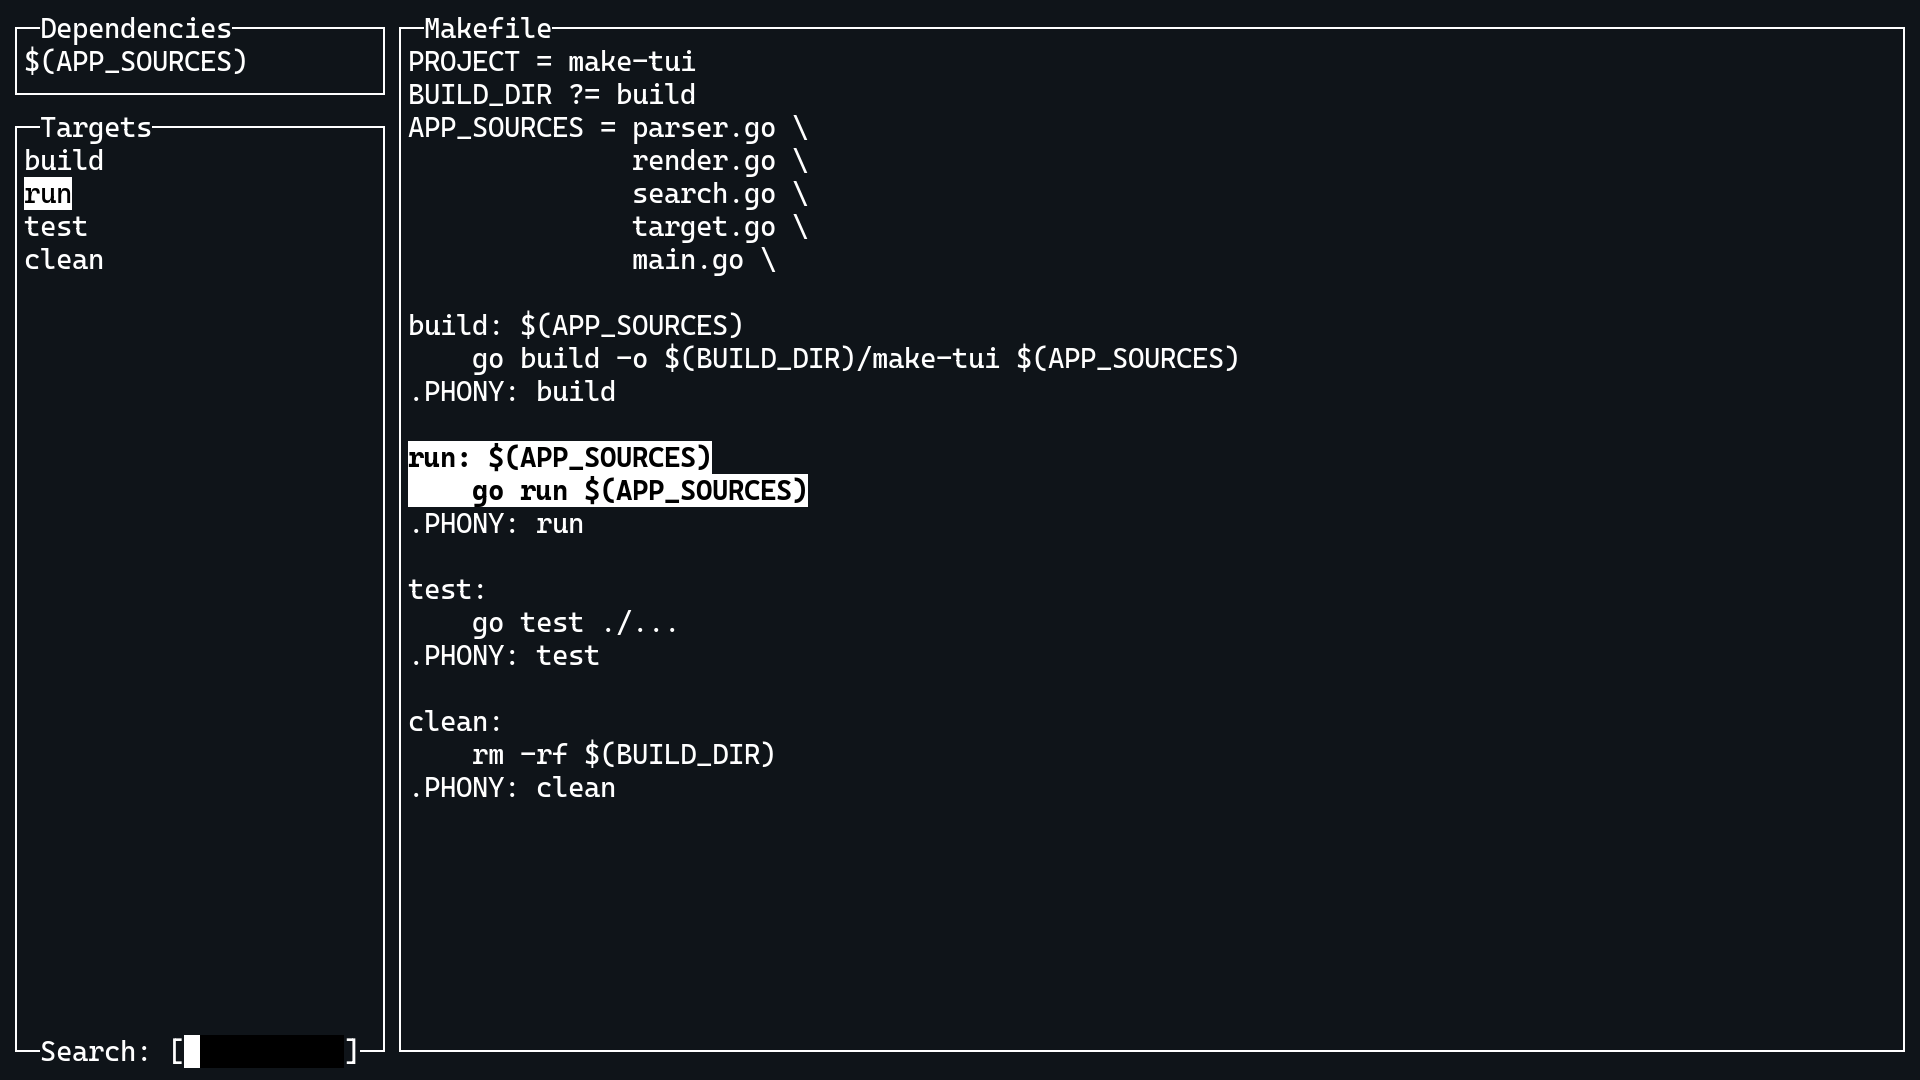 Dependencies
$(APP_SOURCES)
Targets
build
run
test
clean
Search: [ ]
Makefile
PROJECT = make-tui
BUILD_DIR ?= build
APP_SOURCES = parser.go \
              render.go \
              search.go \
              target.go \
              main.go \
build: $(APP_SOURCES)
    go build -o $(BUILD_DIR)/make-tui $(APP_SOURCES)
.PHONY: build
run: $(APP_SOURCES)
    go run $(APP_SOURCES)
.PHONY: run
test:
    go test ./...
.PHONY: test
clean:
    rm -rf $(BUILD_DIR)
.PHONY: clean